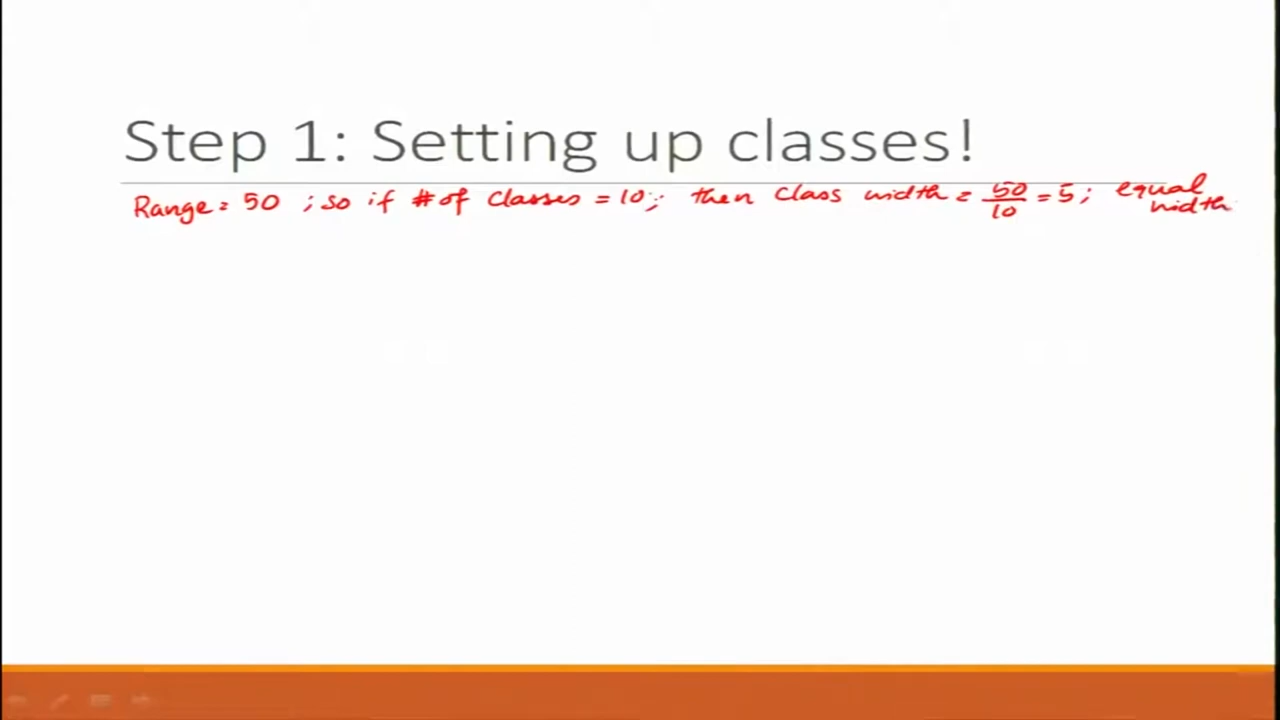 Step 1: Setting up classes!
Range = 50 ; so if # of Classes = 10 ; then Class width = 50/10 = 5 ; equal width